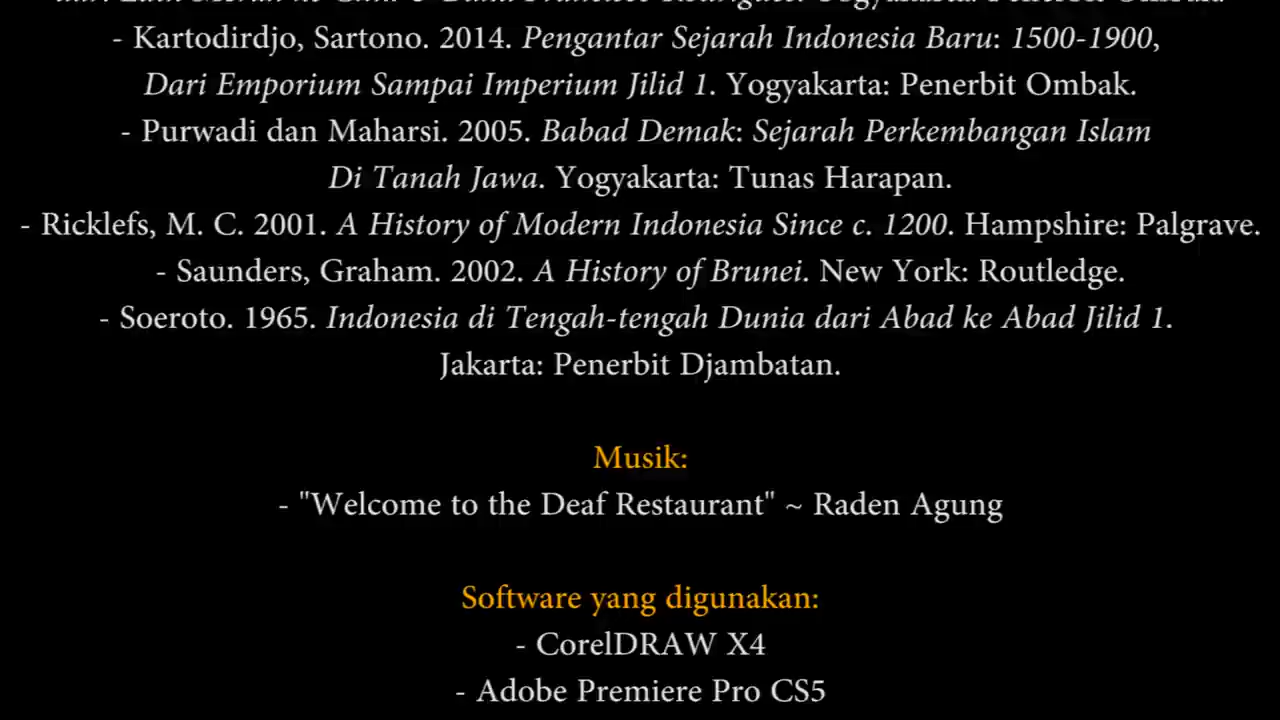 - Kartodirdjo, Sartono. 2014. Pengantar Sejarah Indonesia Baru: 1500-1900,
Dari Emporium Sampai Imperium Jilid 1. Yogyakarta: Penerbit Ombak.
- Purwadi dan Maharsi. 2005. Babad Demak: Sejarah Perkembangan Islam
Di Tanah Jawa. Yogyakarta: Tunas Harapan.
- Ricklefs, M. C. 2001. A History of Modern Indonesia Since c. 1200. Hampshire: Palgrave.
- Saunders, Graham. 2002. A History of Brunei. New York: Routledge.
- Soeroto. 1965. Indonesia di Tengah-tengah Dunia dari Abad ke Abad Jilid 1.
Jakarta: Penerbit Djambatan.
Musik:
- "Welcome to the Deaf Restaurant" ~ Raden Agung
Software yang digunakan:
- CorelDRAW X4
- Adobe Premiere Pro CS5